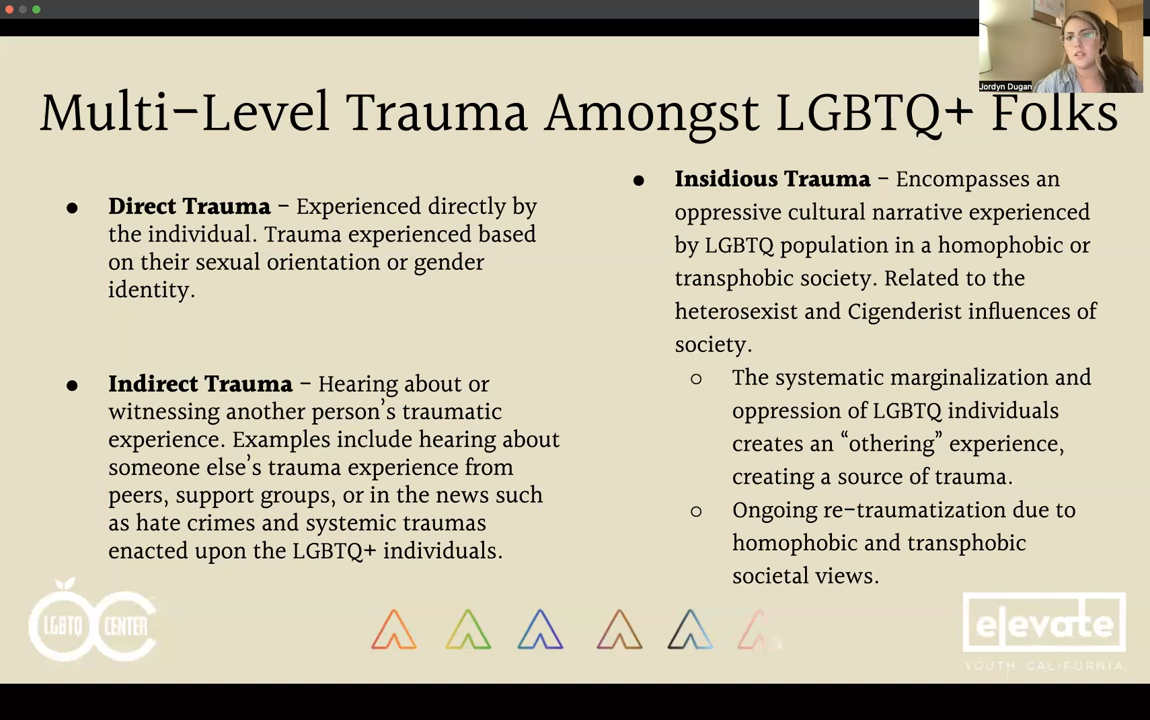 Jordyn Dugan
Multi-Level Trauma Amongst LGBTQ+ Folks
● Direct Trauma - Experienced directly by
the individual. Trauma experienced based
on their sexual orientation or gender
identity.
● Indirect Trauma - Hearing about or
witnessing another person's traumatic
experience. Examples include hearing about
someone else's trauma experience from
peers, support groups, or in the news such
as hate crimes and systemic traumas
enacted upon the LGBTQ+ individuals.
● Insidious Trauma - Encompasses an
oppressive cultural narrative experienced
by LGBTQ population in a homophobic or
transphobic society. Related to the
heterosexist and Cigenderist influences of
society.
○ The systematic marginalization and
oppression of LGBTQ individuals
creates an “othering” experience,
creating a source of trauma.
○ Ongoing re-traumatization due to
homophobic and transphobic
societal views.
LGBTQ CENTER
elevate
YOUTH CALIFORNIA